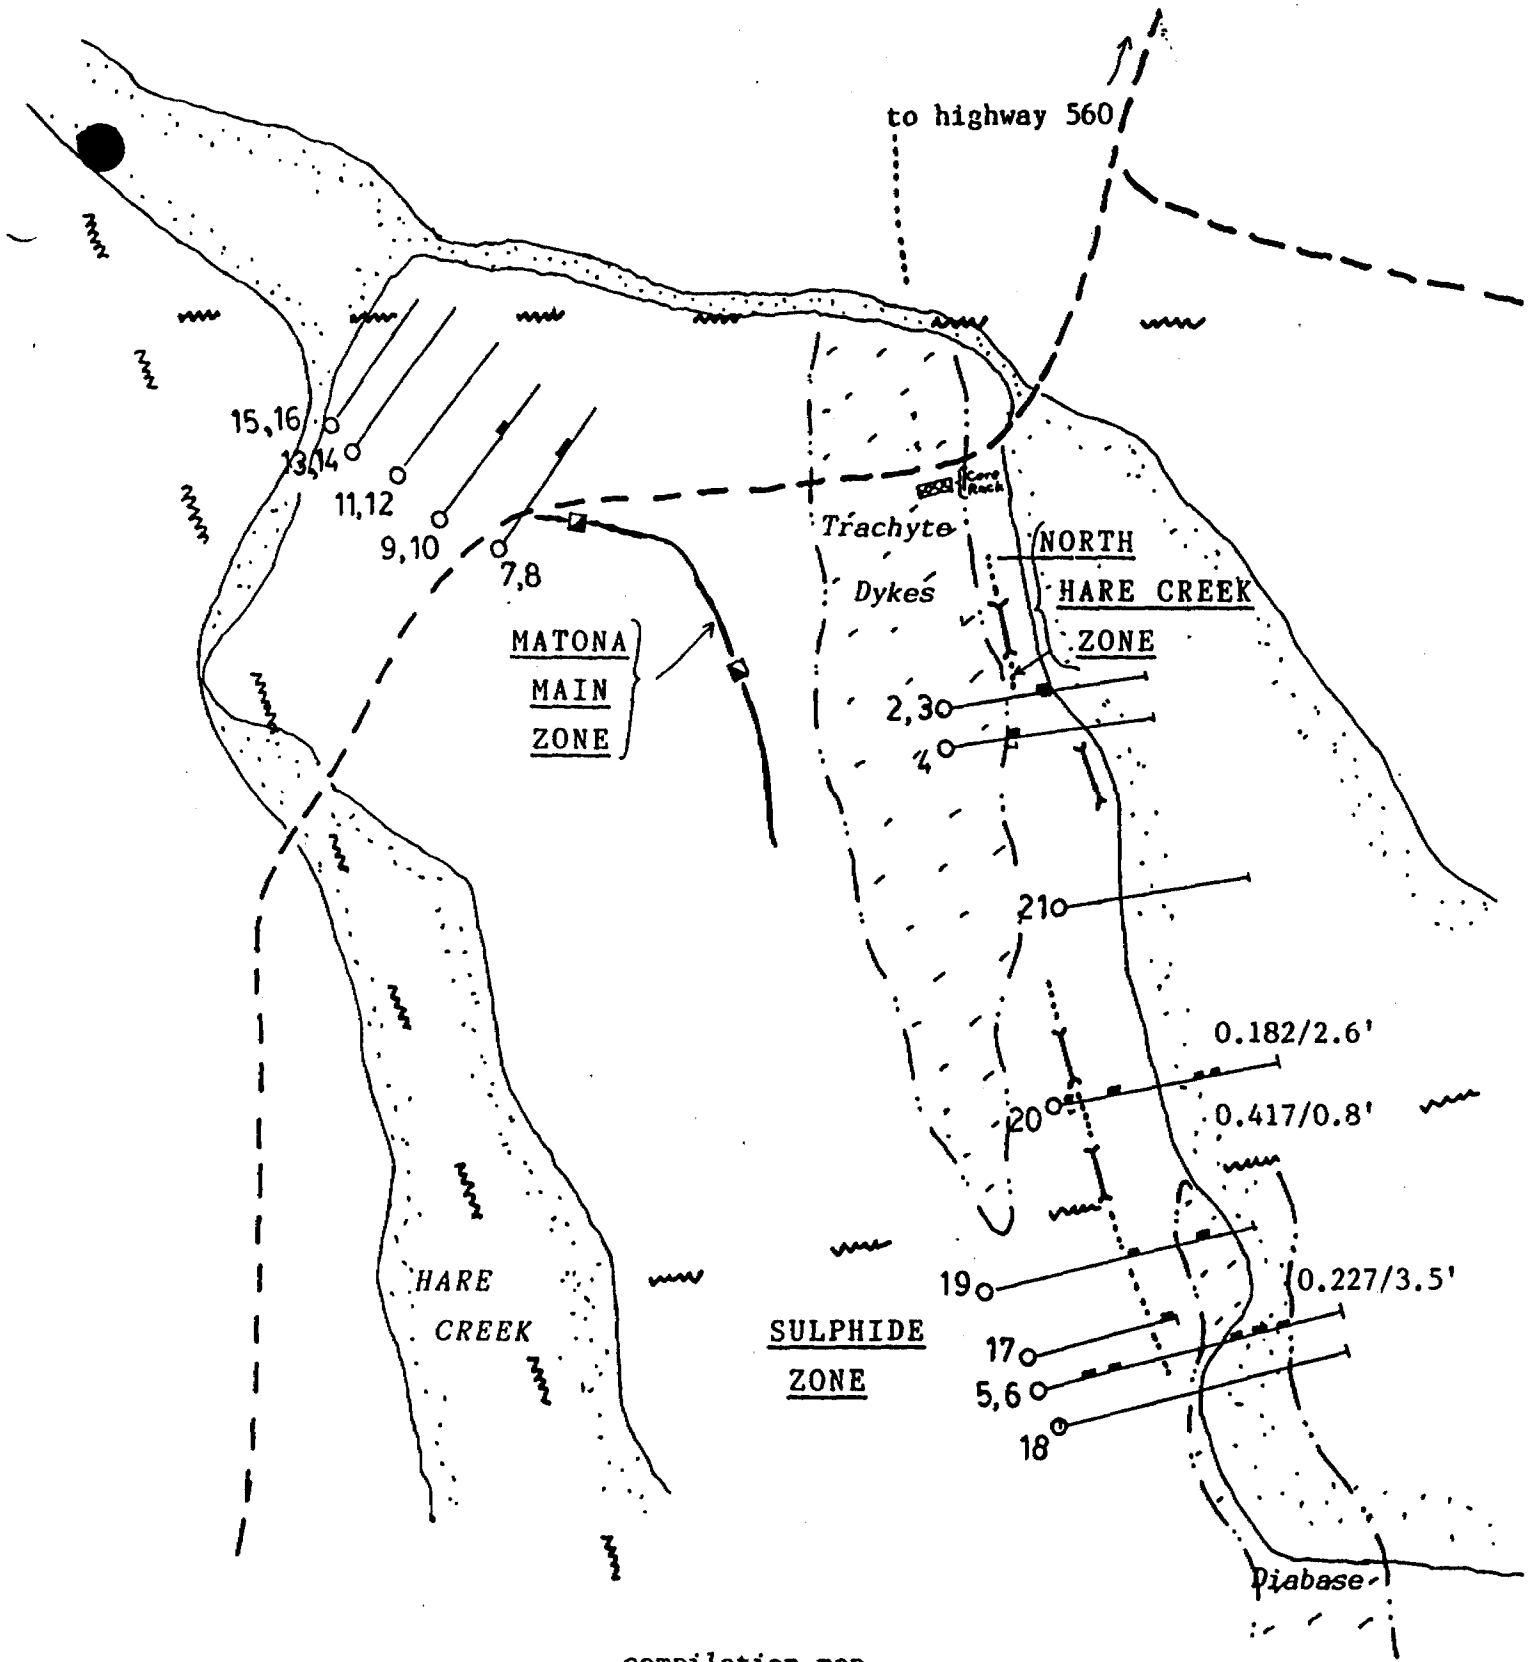 to highway 560
15,16
13,14
11,12
9,10
7,8
Core
Rack
Trachyte
Dykes
NORTH
HARE CREEK
ZONE
MATONA
MAIN
ZONE
2,3
4
21
0.182/2.6'
20
0.417/0.8'
19
0.227/3.5'
HARE
CREEK
SULPHIDE
ZONE
17
5,6
18
Diabase
compilation map